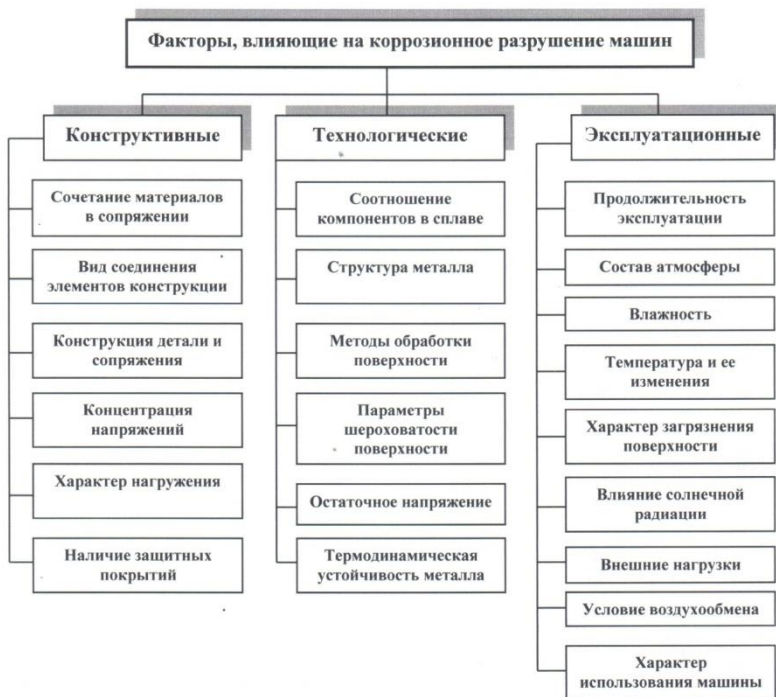 Факторы, влияющие на коррозионное разрушение машин
Конструктивные
Сочетание материалов
в сопряжении
Вид соединения
элементов конструкции
Конструкция детали и
сопряжения
Концентрация
напряжений
Характер нагружения
Наличие защитных
покрытий
Технологические
Соотношение
компонентов в сплаве
Структура металла
Методы обработки
поверхности
Параметры
шероховатости
поверхности
Остаточное напряжение
Термодинамическая
устойчивость металла
Эксплуатационные
Продолжительность
эксплуатации
Состав атмосферы
Влажность
Температура и ее
изменения
Характер загрязнения
поверхности
Влияние солнечной
радиации
Внешние нагрузки
Условие воздухообмена
Характер
использования машины